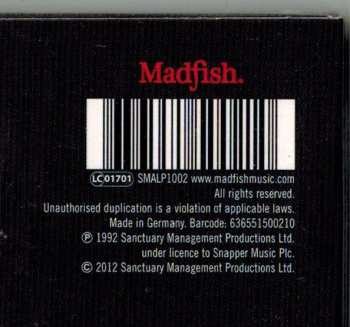 Madfish.
LC 01701 SMALP1002 www.madfishmusic.com
All rights reserved.
Unauthorised duplication is a violation of applicable laws.
Made in Germany. Barcode: 636551500210
℗ 1992 Sanctuary Management Productions Ltd.
under licence to Snapper Music Plc.
© 2012 Sanctuary Management Productions Ltd.